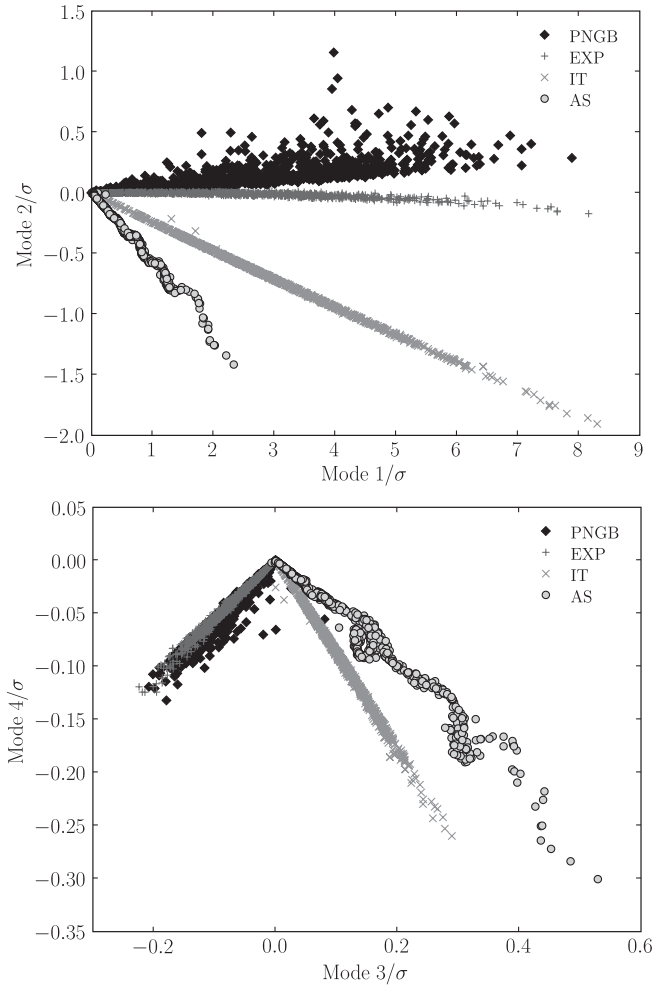 1.5
1.0
0.5
0.0
−0.5
−1.0
−1.5
−2.0
Mode 2/σ
PNGB
EXP
IT
AS
0 1 2 3 4 5 6 7 8 9
Mode 1/σ
0.05
0.00
−0.05
−0.10
−0.15
−0.20
−0.25
−0.30
−0.35
Mode 4/σ
PNGB
EXP
IT
AS
−0.2 0.0 0.2 0.4 0.6
Mode 3/σ